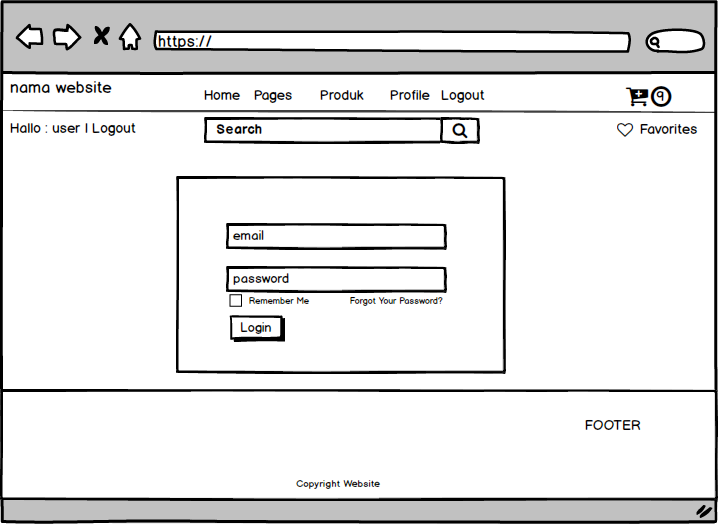 https://
nama website
Home Pages Produk Profile Logout
9
Hallo : user | Logout
Search
Favorites
email
password
Remember Me Forgot Your Password?
Login
FOOTER
Copyright Website